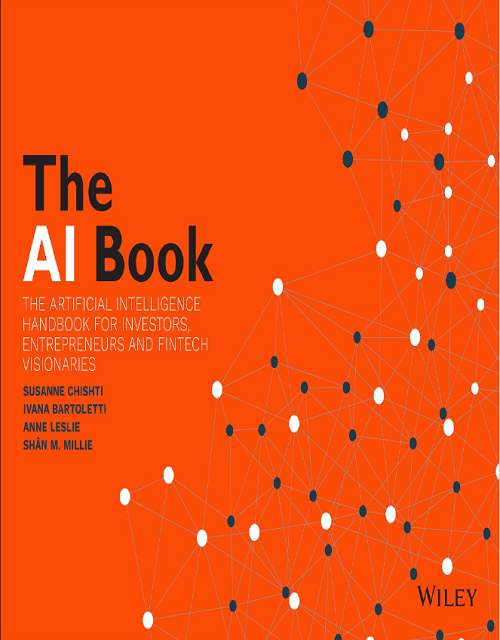 The
AI Book
THE ARTIFICIAL INTELLIGENCE
HANDBOOK FOR INVESTORS,
ENTREPRENEURS AND FINTECH
VISIONARIES
SUSANNE CHISHTI
IVANA BARTOLETTI
ANNE LESLIE
SHÂN M. MILLIE
WILEY